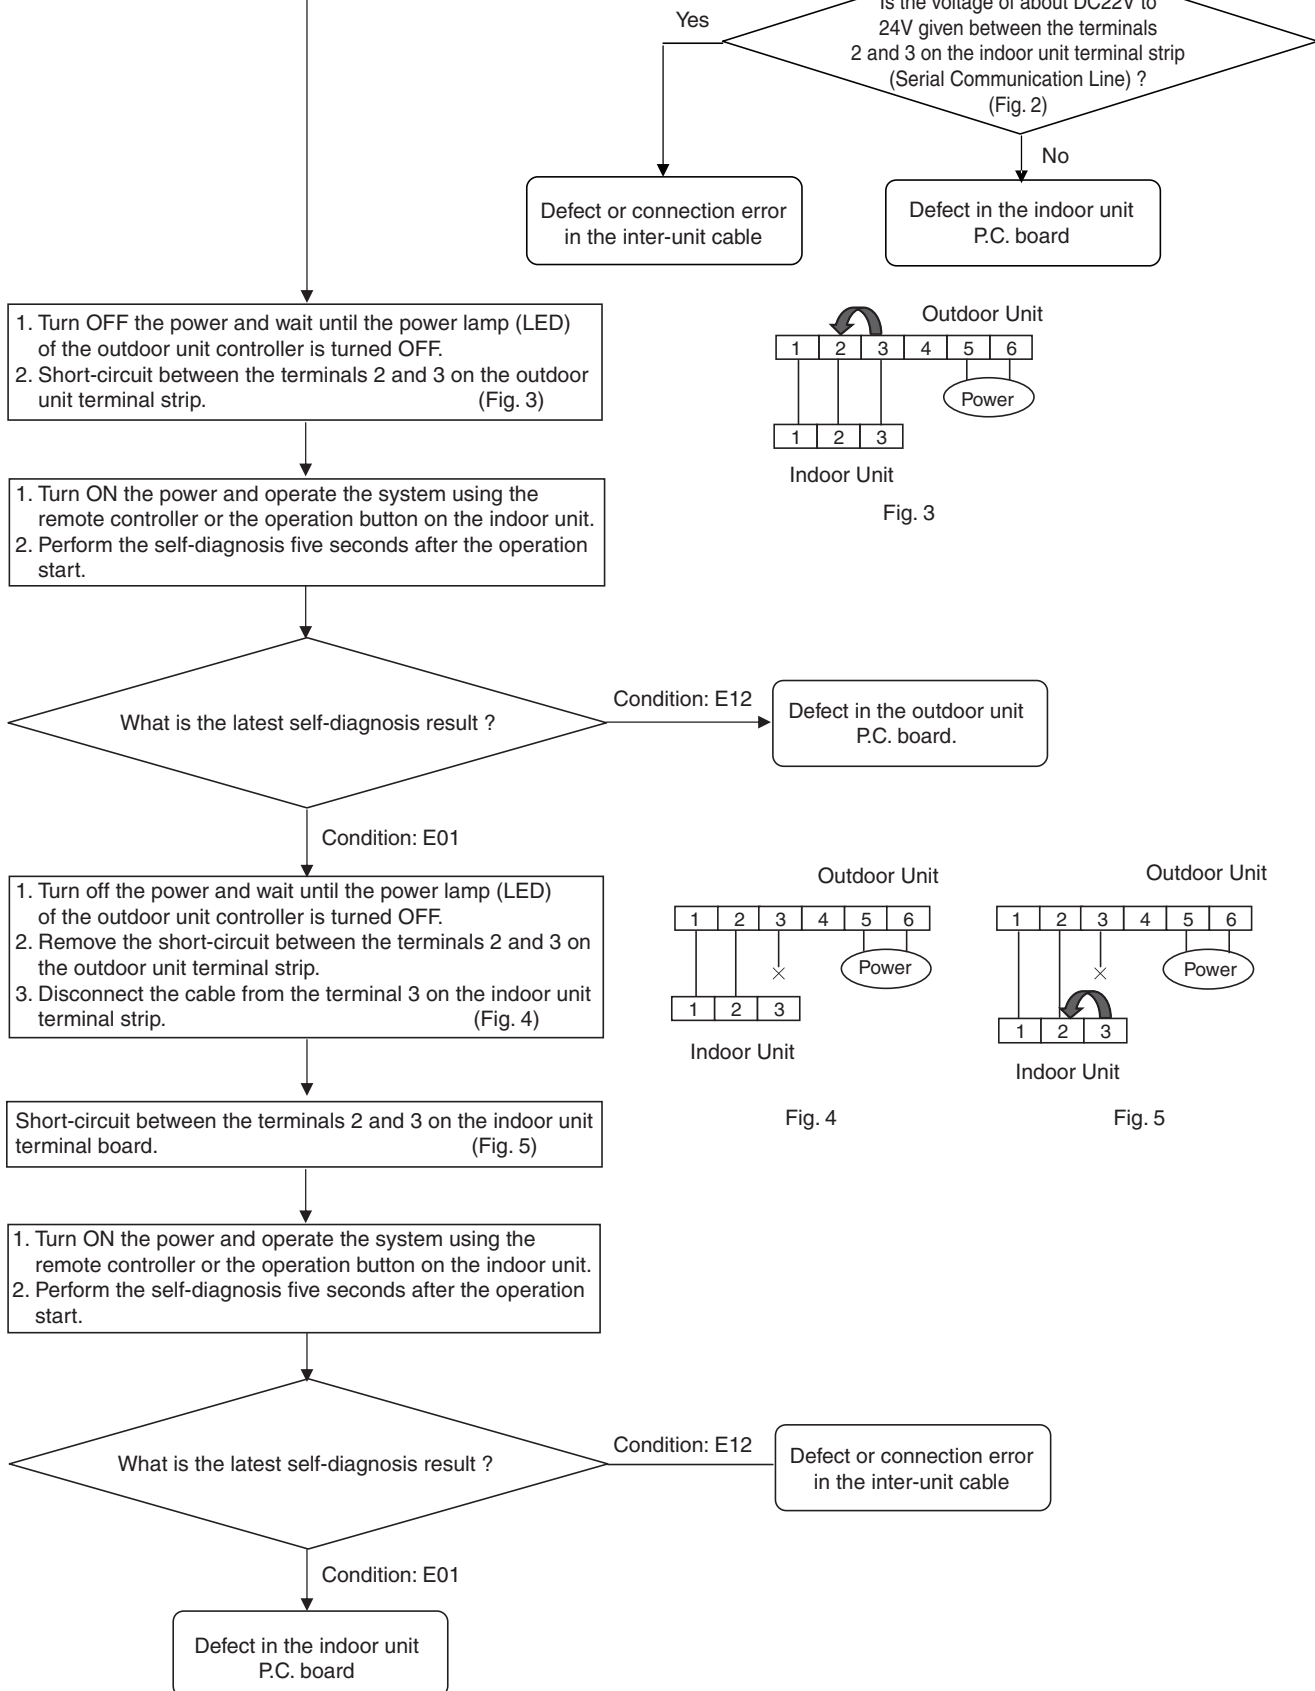 Is the voltage of about DC22V to
24V given between the terminals
2 and 3 on the indoor unit terminal strip
(Serial Communication Line) ?
(Fig. 2)
Yes
No
Defect or connection error
in the inter-unit cable
Defect in the indoor unit
P.C. board
1. Turn OFF the power and wait until the power lamp (LED)
of the outdoor unit controller is turned OFF.
2. Short-circuit between the terminals 2 and 3 on the outdoor
unit terminal strip. (Fig. 3)
Outdoor Unit
1 2 3 4 5 6
Power
1 2 3
Indoor Unit
Fig. 3
1. Turn ON the power and operate the system using the
remote controller or the operation button on the indoor unit.
2. Perform the self-diagnosis five seconds after the operation
start.
What is the latest self-diagnosis result ?
Condition: E12
Defect in the outdoor unit
P.C. board.
Condition: E01
1. Turn off the power and wait until the power lamp (LED)
of the outdoor unit controller is turned OFF.
2. Remove the short-circuit between the terminals 2 and 3 on
the outdoor unit terminal strip.
3. Disconnect the cable from the terminal 3 on the indoor unit
terminal strip. (Fig. 4)
Outdoor Unit
1 2 3 4 5 6
Power
1 2 3
Indoor Unit
Fig. 4
Outdoor Unit
1 2 3 4 5 6
Power
1 2 3
Indoor Unit
Fig. 5
Short-circuit between the terminals 2 and 3 on the indoor unit
terminal board. (Fig. 5)
1. Turn ON the power and operate the system using the
remote controller or the operation button on the indoor unit.
2. Perform the self-diagnosis five seconds after the operation
start.
What is the latest self-diagnosis result ?
Condition: E12
Defect or connection error
in the inter-unit cable
Condition: E01
Defect in the indoor unit
P.C. board